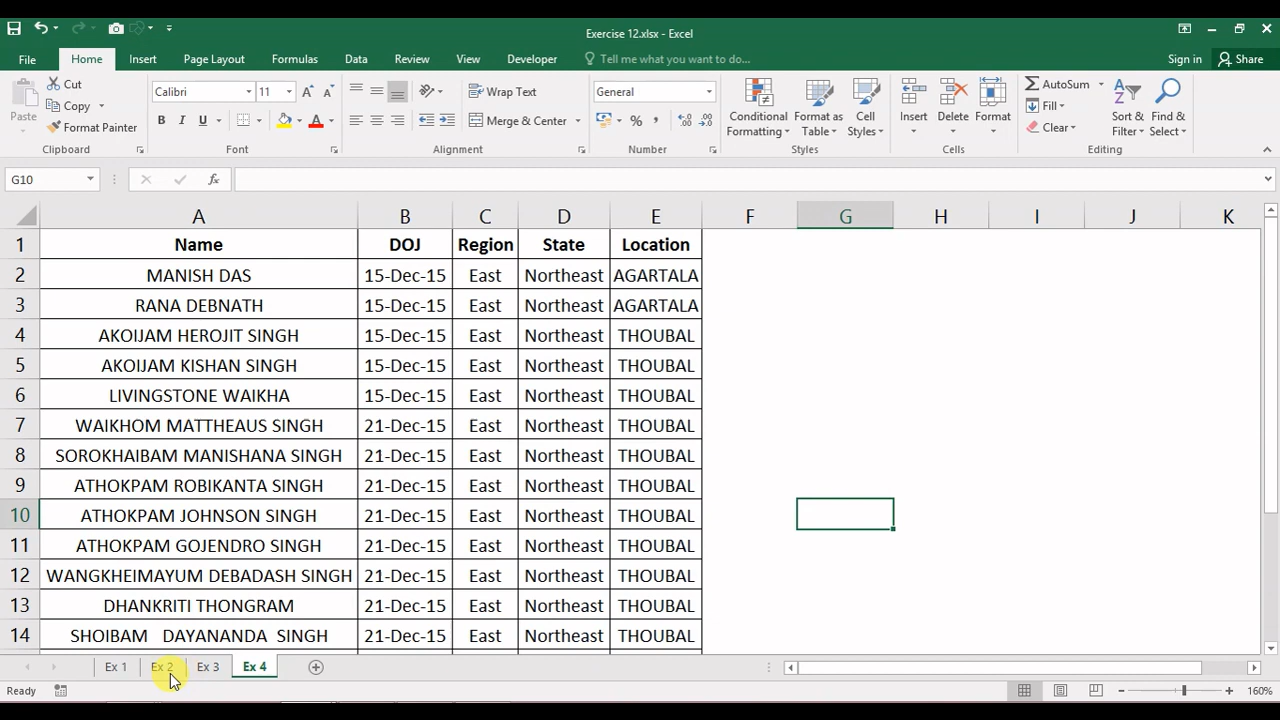 Exercise 12.xlsx - Excel
File Home Insert Page Layout Formulas Data Review View Developer Tell me what you want to do... Sign in Share
Cut
Copy
Format Painter
Paste
Clipboard
Calibri 11
B I U
Font
Wrap Text
Merge & Center
Alignment
General
Number
Conditional Formatting
Format as Table
Cell Styles
Styles
Insert Delete Format
Cells
AutoSum
Fill
Clear
Sort & Filter
Find & Select
Editing
G10 fx
A B C D E F G H I J K
1 Name DOJ Region State Location
2 MANISH DAS 15-Dec-15 East Northeast AGARTALA
3 RANA DEBNATH 15-Dec-15 East Northeast AGARTALA
4 AKOIJAM HEROJIT SINGH 15-Dec-15 East Northeast THOUBAL
5 AKOIJAM KISHAN SINGH 15-Dec-15 East Northeast THOUBAL
6 LIVINGSTONE WAIKHA 15-Dec-15 East Northeast THOUBAL
7 WAIKHOM MATTHEAUS SINGH 21-Dec-15 East Northeast THOUBAL
8 SOROKHAIBAM MANISHANA SINGH 21-Dec-15 East Northeast THOUBAL
9 ATHOKPAM ROBIKANTA SINGH 21-Dec-15 East Northeast THOUBAL
10 ATHOKPAM JOHNSON SINGH 21-Dec-15 East Northeast THOUBAL
11 ATHOKPAM GOJENDRO SINGH 21-Dec-15 East Northeast THOUBAL
12 WANGKHEIMAYUM DEBADASH SINGH 21-Dec-15 East Northeast THOUBAL
13 DHANKRITI THONGRAM 21-Dec-15 East Northeast THOUBAL
14 SHOIBAM DAYANANDA SINGH 21-Dec-15 East Northeast THOUBAL
Ex 1 Ex 2 Ex 3 Ex 4
Ready 160%